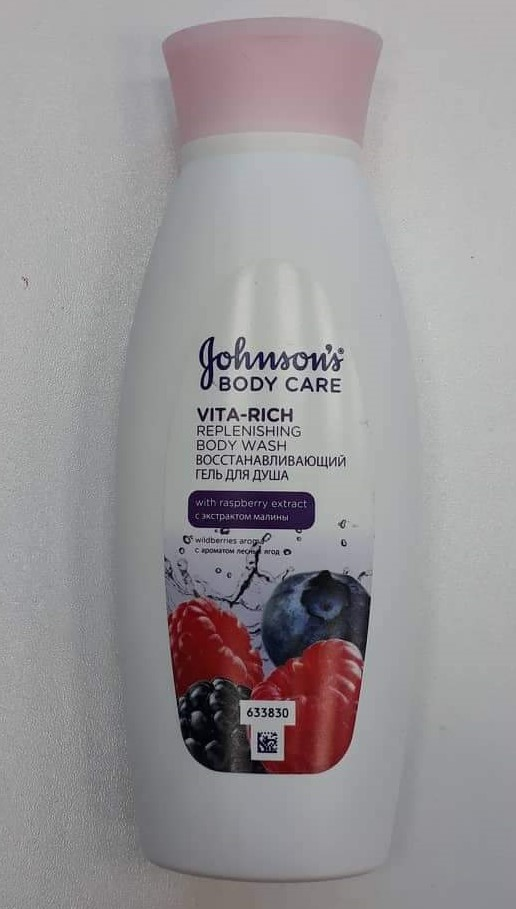 Johnson's®
BODY CARE
VITA-RICH
REPLENISHING
BODY WASH
ВОССТАНАВЛИВАЮЩИЙ
ГЕЛЬ ДЛЯ ДУША
with raspberry extract
с экстрактом малины
wildberries aroma
с ароматом лесных ягод
633830